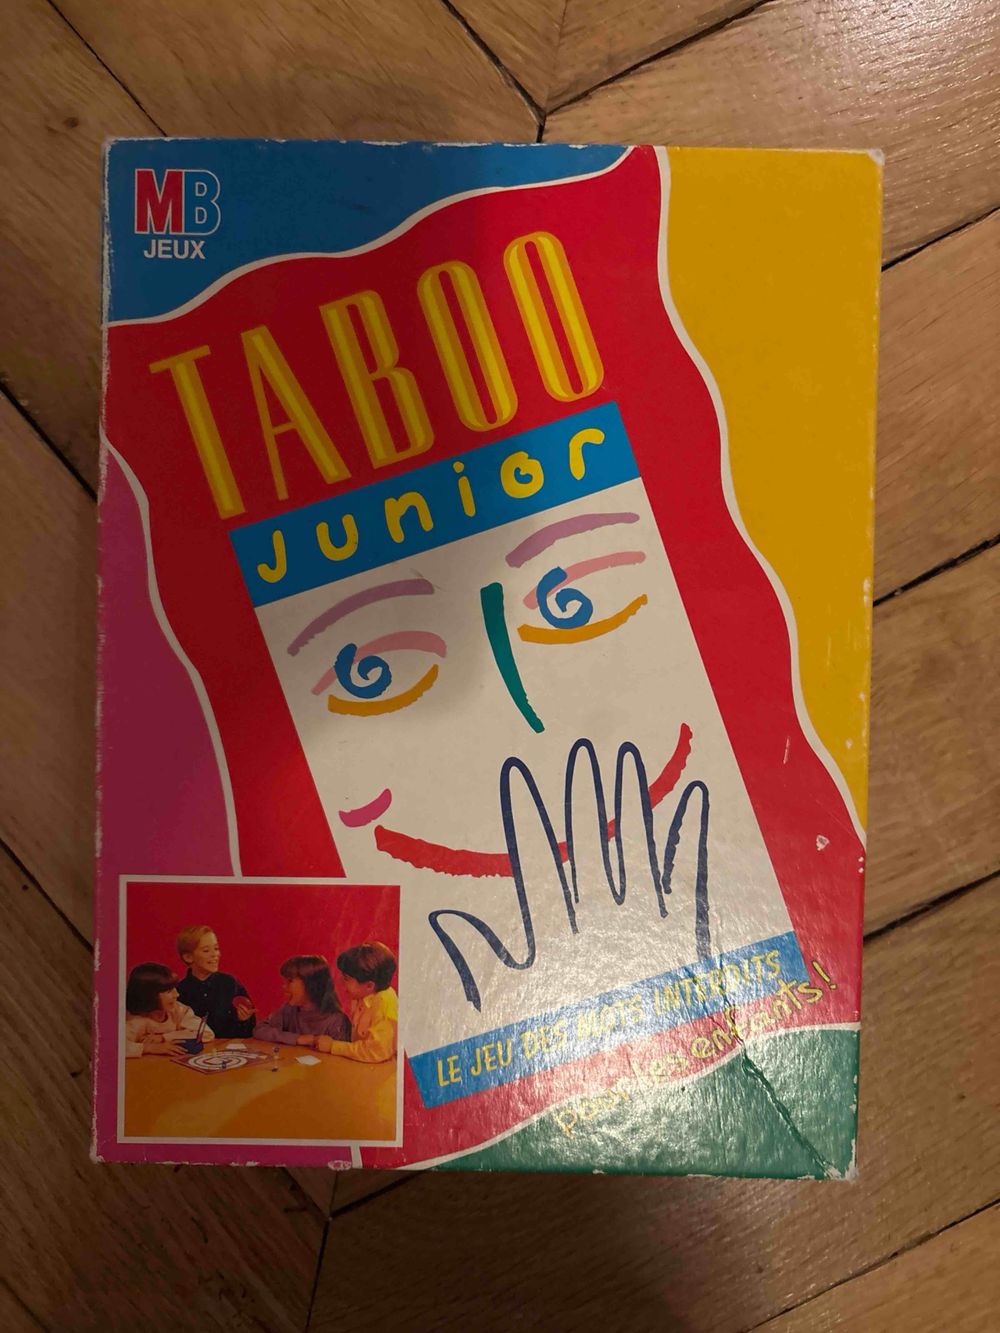 MB
JEUX
TABOO
junior
LE JEU DES MOTS INTERDITS
pour les enfants!